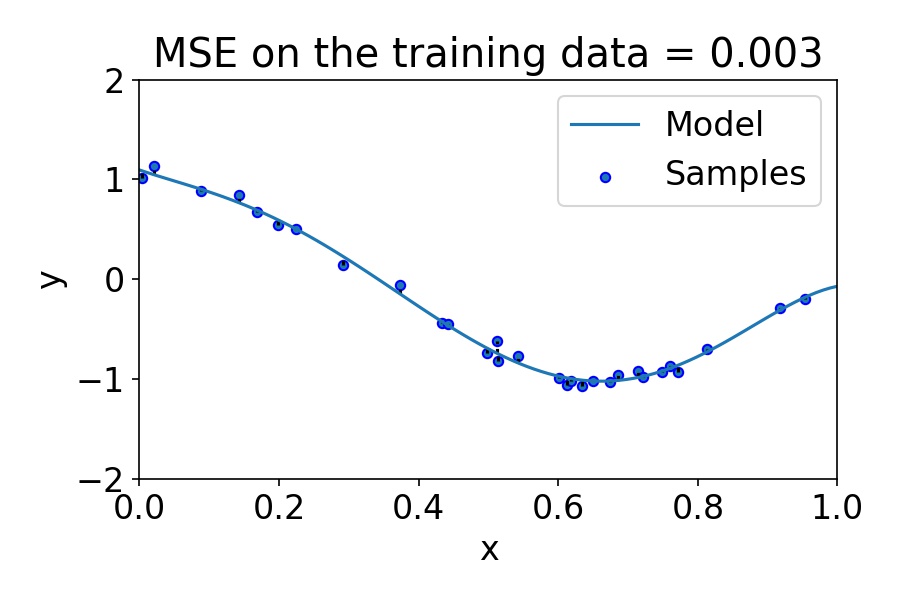 MSE on the training data = 0.003
2
1
0
−1
−2
y
Model
Samples
0.0 0.2 0.4 0.6 0.8 1.0
x